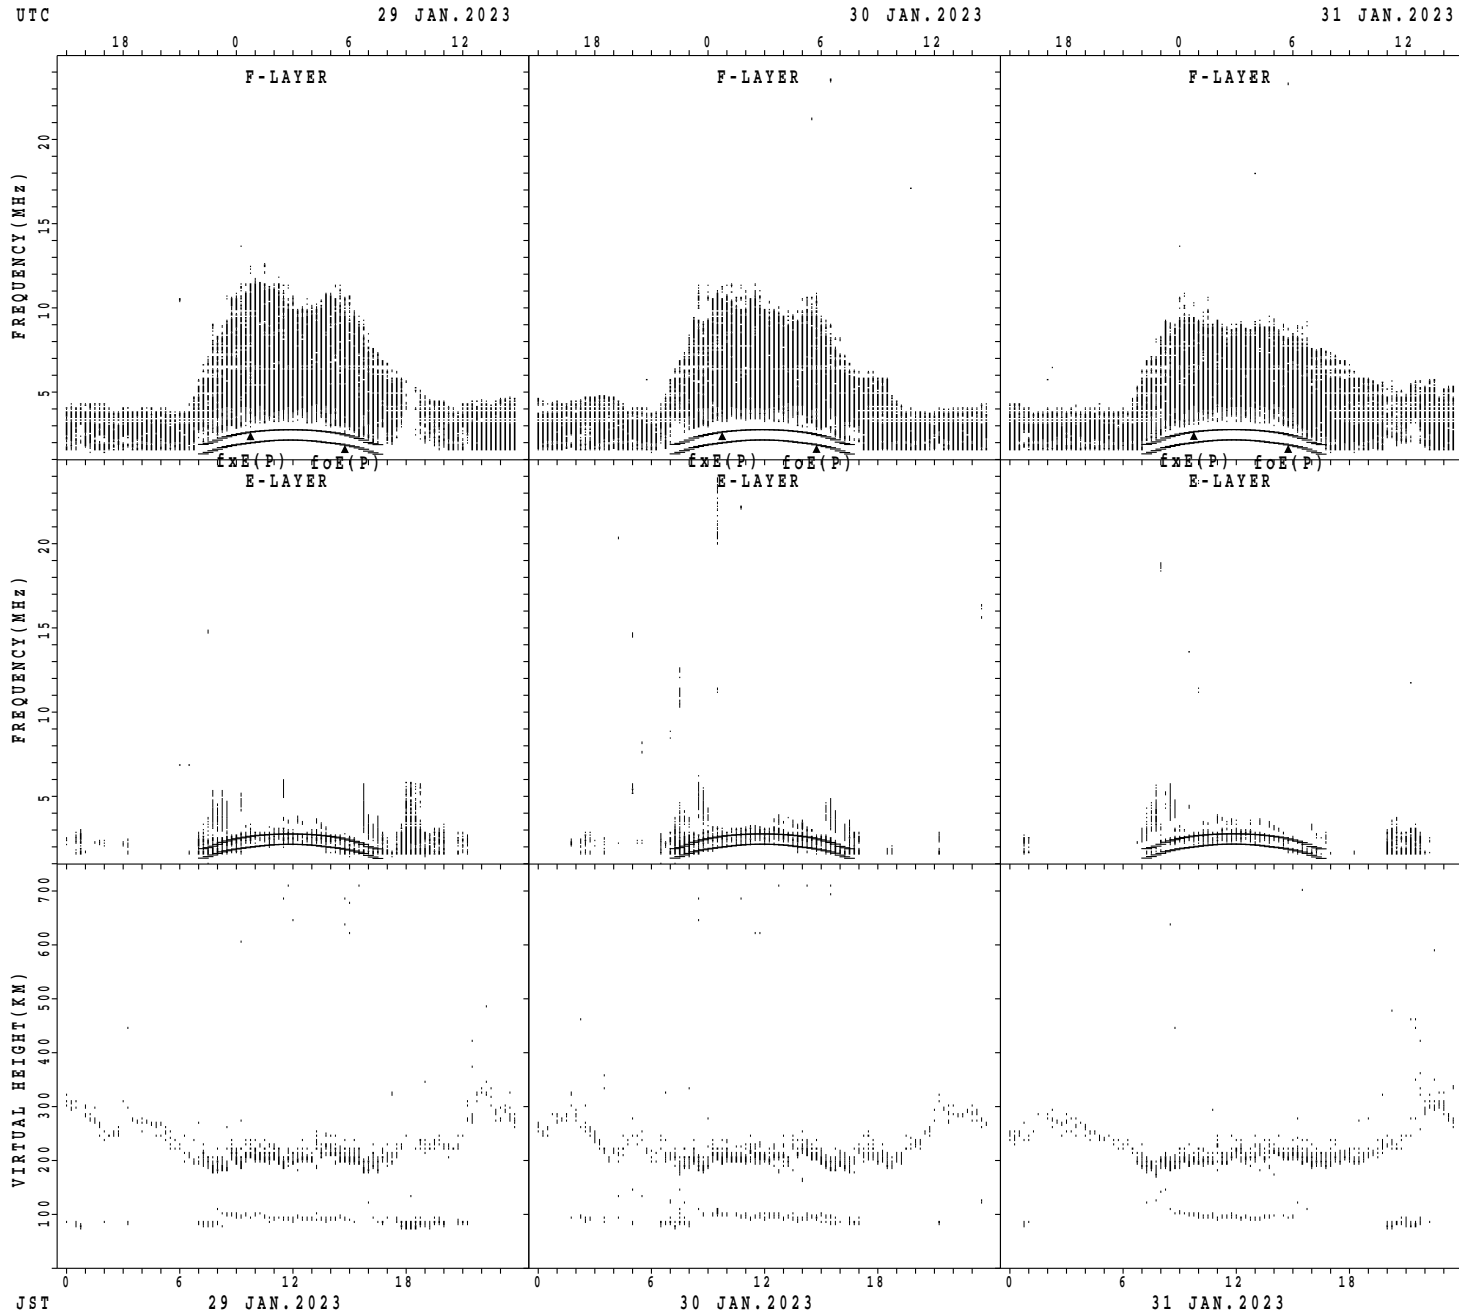 UTC 29 JAN.2023 30 JAN.2023 31 JAN.2023
18 0 6 12 18 0 6 12 18 0 6 12
F-LAYER F-LAYER F-LAYER
FREQUENCY(MHz)
20
15
10
5
fxE(P) foE(P) fxE(P) foE(P) fxE(P) foE(P)
E-LAYER E-LAYER E-LAYER
FREQUENCY(MHz)
20
15
10
5
VIRTUAL HEIGHT(KM)
700
600
500
400
300
200
100
0 6 12 18 0 6 12 18 0 6 12 18
JST 29 JAN.2023 30 JAN.2023 31 JAN.2023